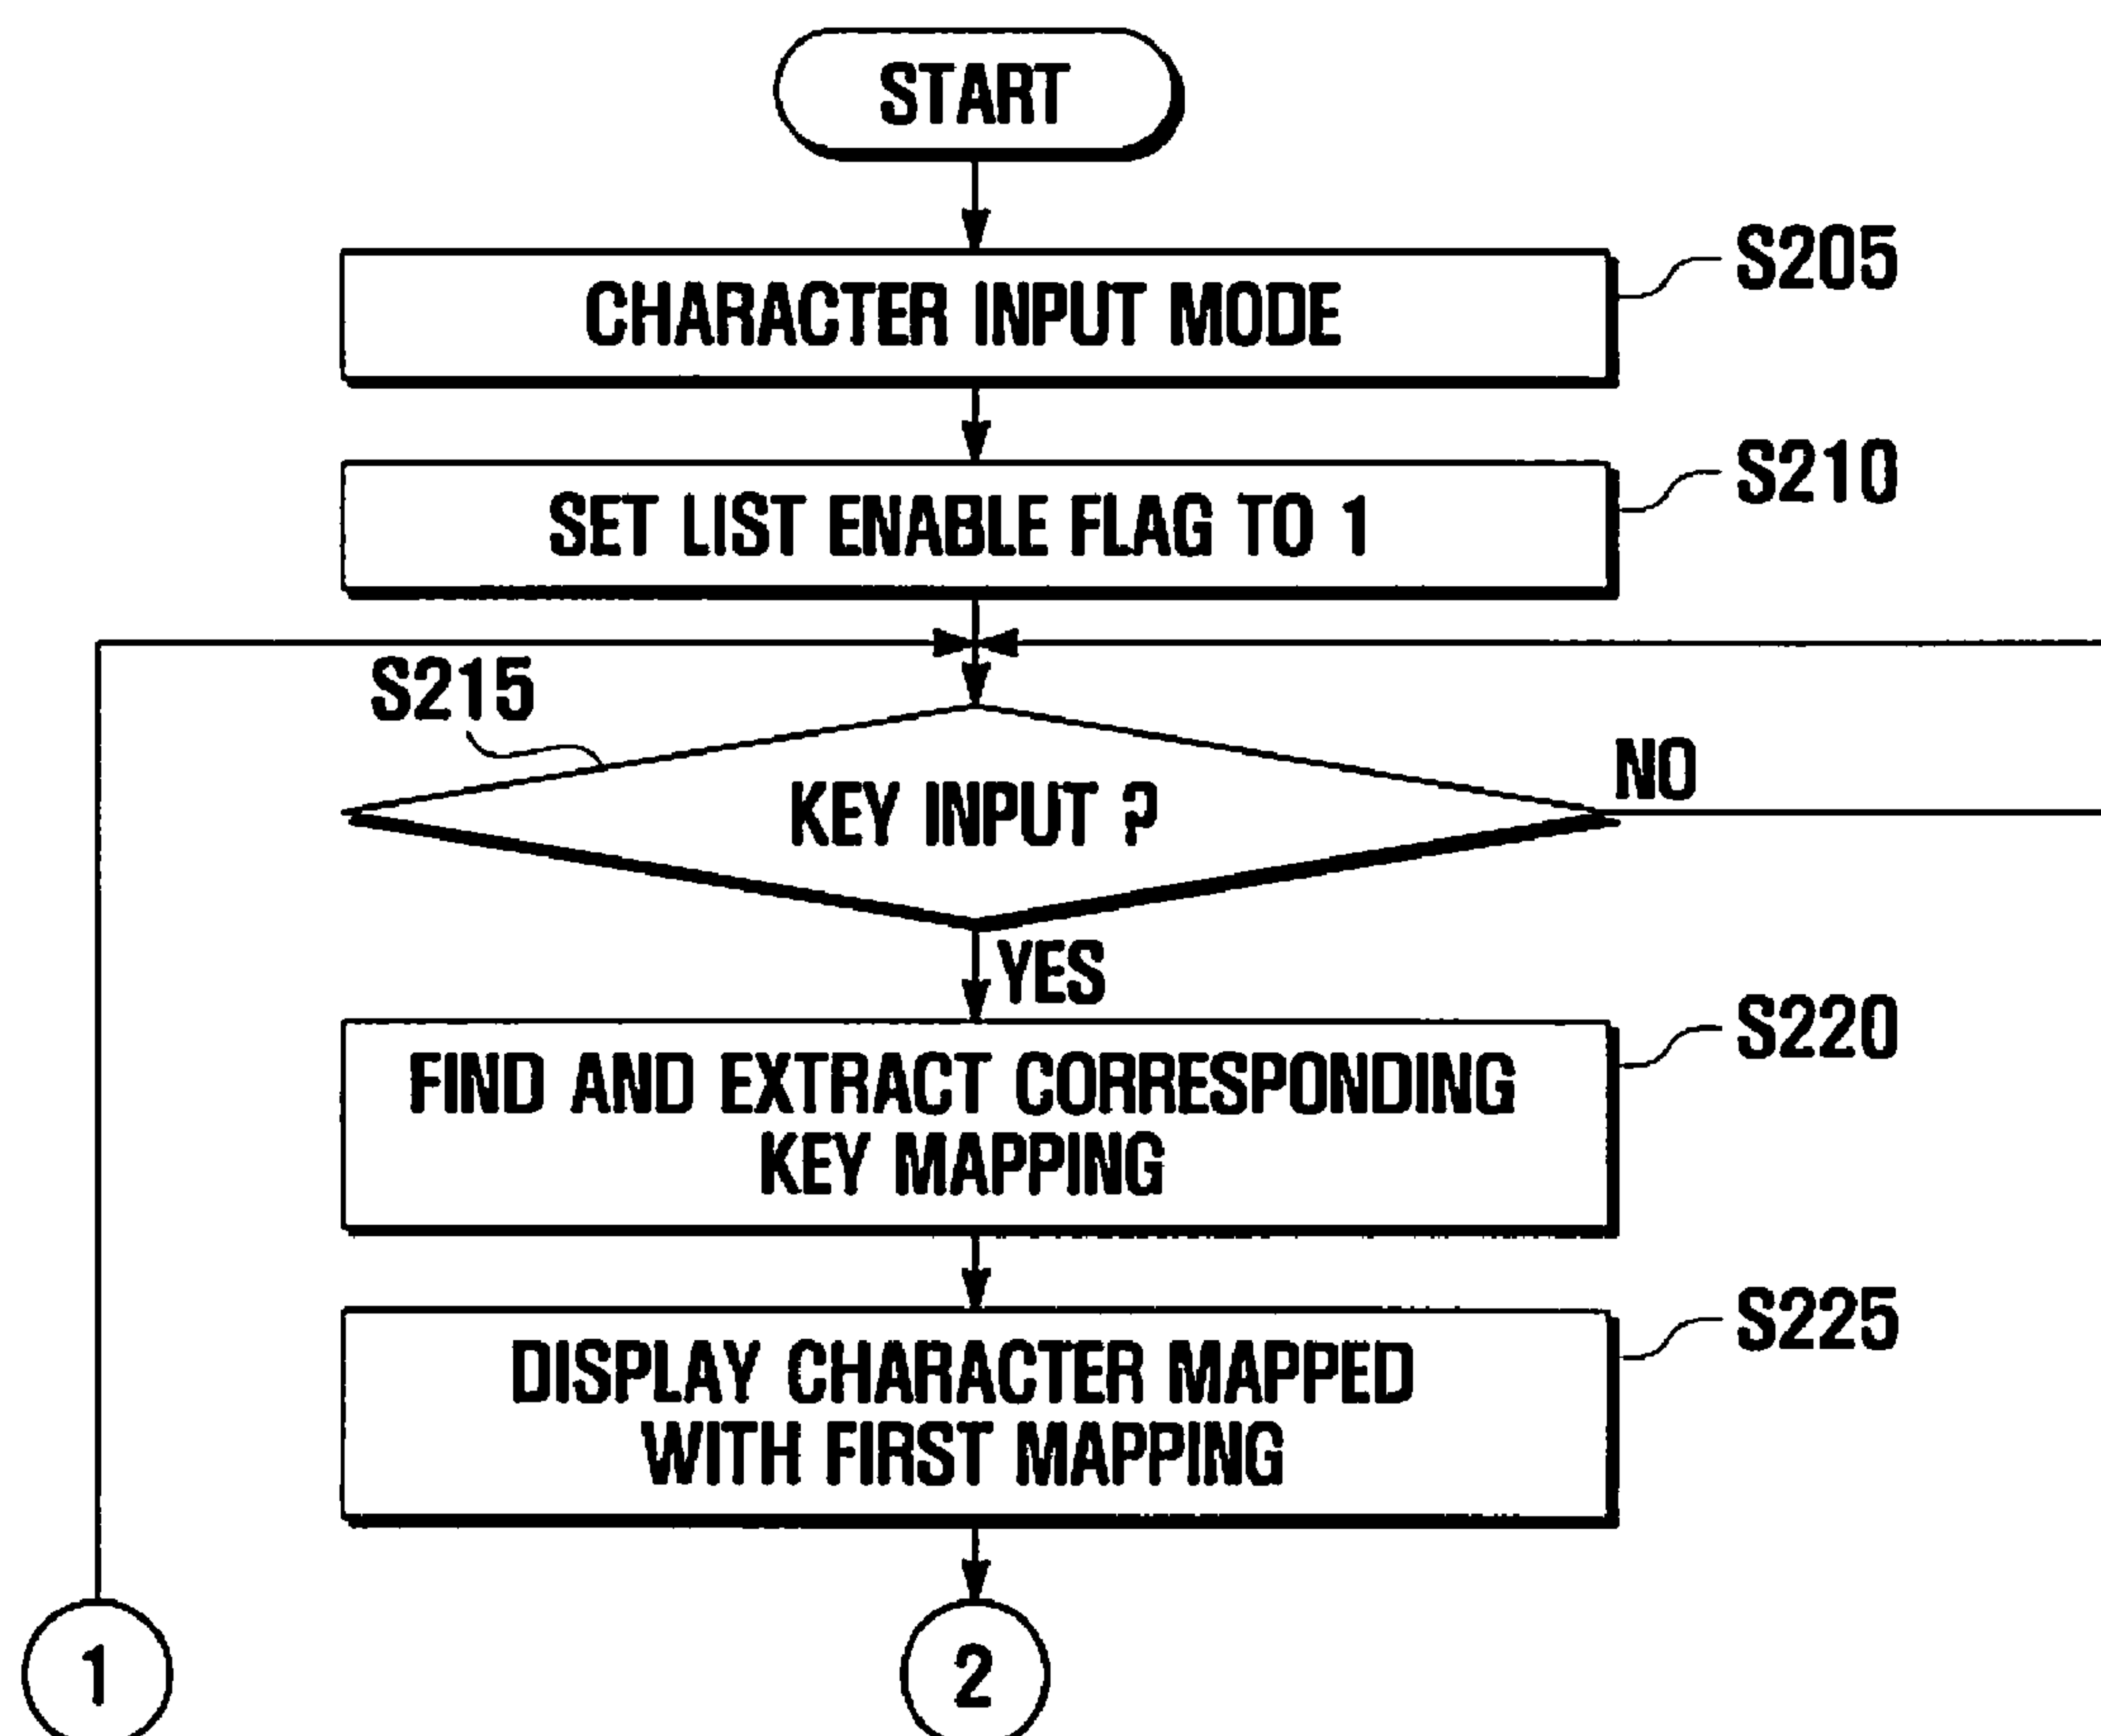 START
CHARACTER INPUT MODE
S205
SET LIST ENABLE FLAG TO 1
S210
S215
KEY INPUT ?
NO
YES
FIND AND EXTRACT CORRESPONDING
KEY MAPPING
S220
DISPLAY CHARACTER MAPPED
WITH FIRST MAPPING
S225
1
2